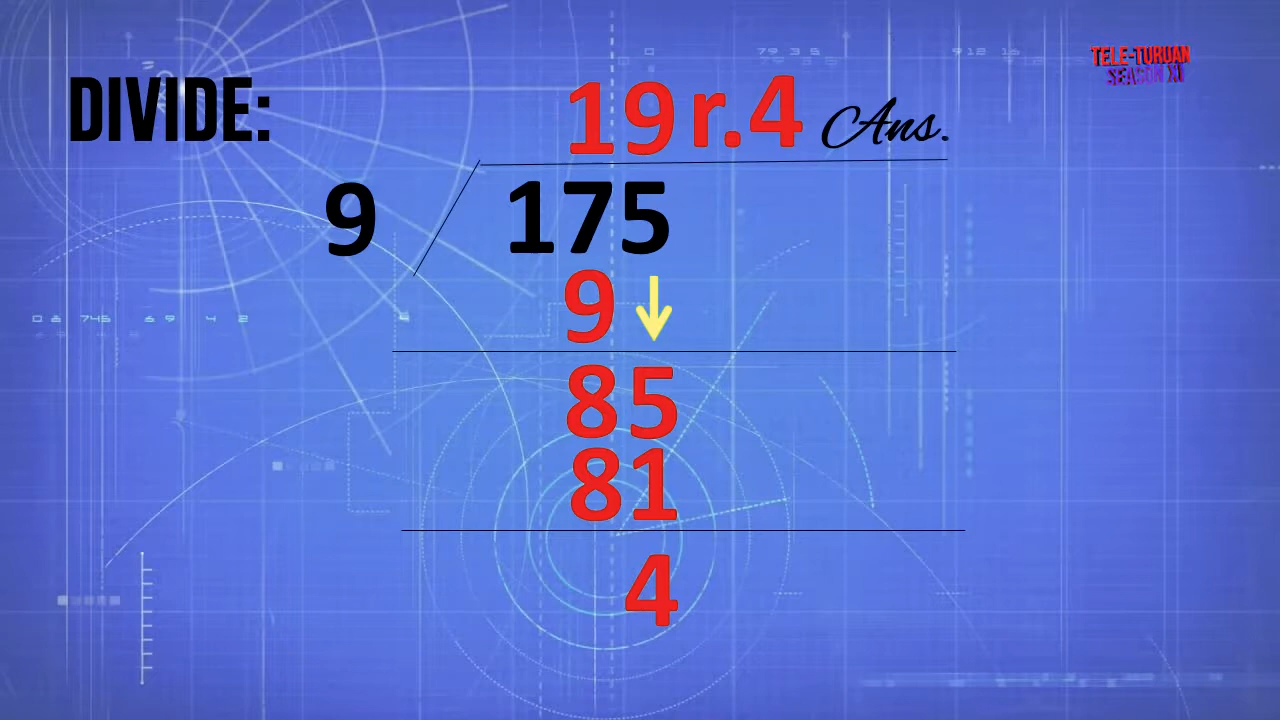 TELE-TURUAN
SEASON XI
DIVIDE:
19 r.4 Ans.
9 175
9
85
81
4